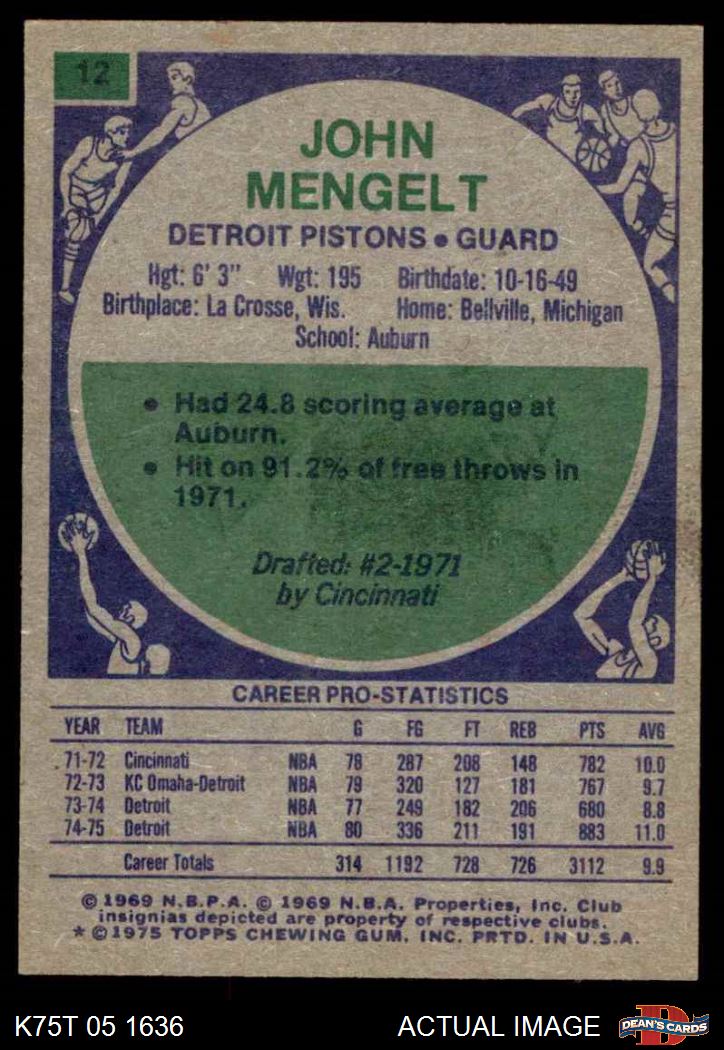 12
JOHN
MENGELT
DETROIT PISTONS • GUARD
Hgt: 6' 3" Wgt: 195 Birthdate: 10-16-49
Birthplace: La Crosse, Wis. Home: Bellville, Michigan
School: Auburn
• Had 24.8 scoring average at
Auburn.
• Hit on 91.2% of free throws in
1971.
Drafted: #2-1971
by Cincinnati
CAREER PRO-STATISTICS
YEAR TEAM G FG FT REB PTS AVG
71-72 Cincinnati NBA 78 287 208 148 782 10.0
72-73 KC Omaha-Detroit NBA 79 320 127 181 767 9.7
73-74 Detroit NBA 77 249 182 206 680 8.8
74-75 Detroit NBA 80 336 211 191 883 11.0
Career Totals 314 1192 728 726 3112 9.9
© 1969 N.B.P.A. © 1969 N.B.A. Properties, Inc. Club
insignias depicted are property of respective clubs.
* © 1975 TOPPS CHEWING GUM, INC. PRTD. IN U.S.A.
K75T 05 1636 ACTUAL IMAGE
D
DEAN'S CARDS